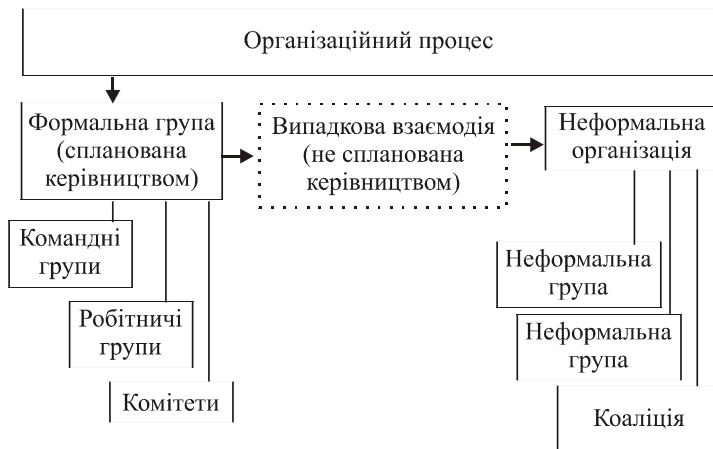 Організаційний процес
Формальна група
(спланована
керівництвом)
Випадкова взаємодія
(не спланована
керівництвом)
Неформальна
організація
Командні
групи
Робітничі
групи
Комітети
Неформальна
група
Неформальна
група
Коаліція